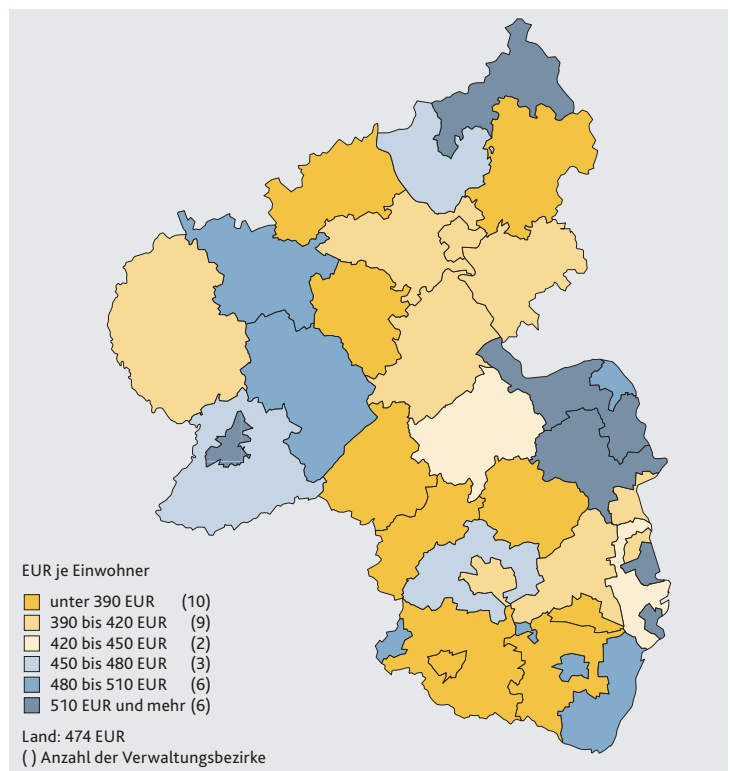 EUR je Einwohner
unter 390 EUR (10)
390 bis 420 EUR (9)
420 bis 450 EUR (2)
450 bis 480 EUR (3)
480 bis 510 EUR (6)
510 EUR und mehr (6)
Land: 474 EUR
( ) Anzahl der Verwaltungsbezirke